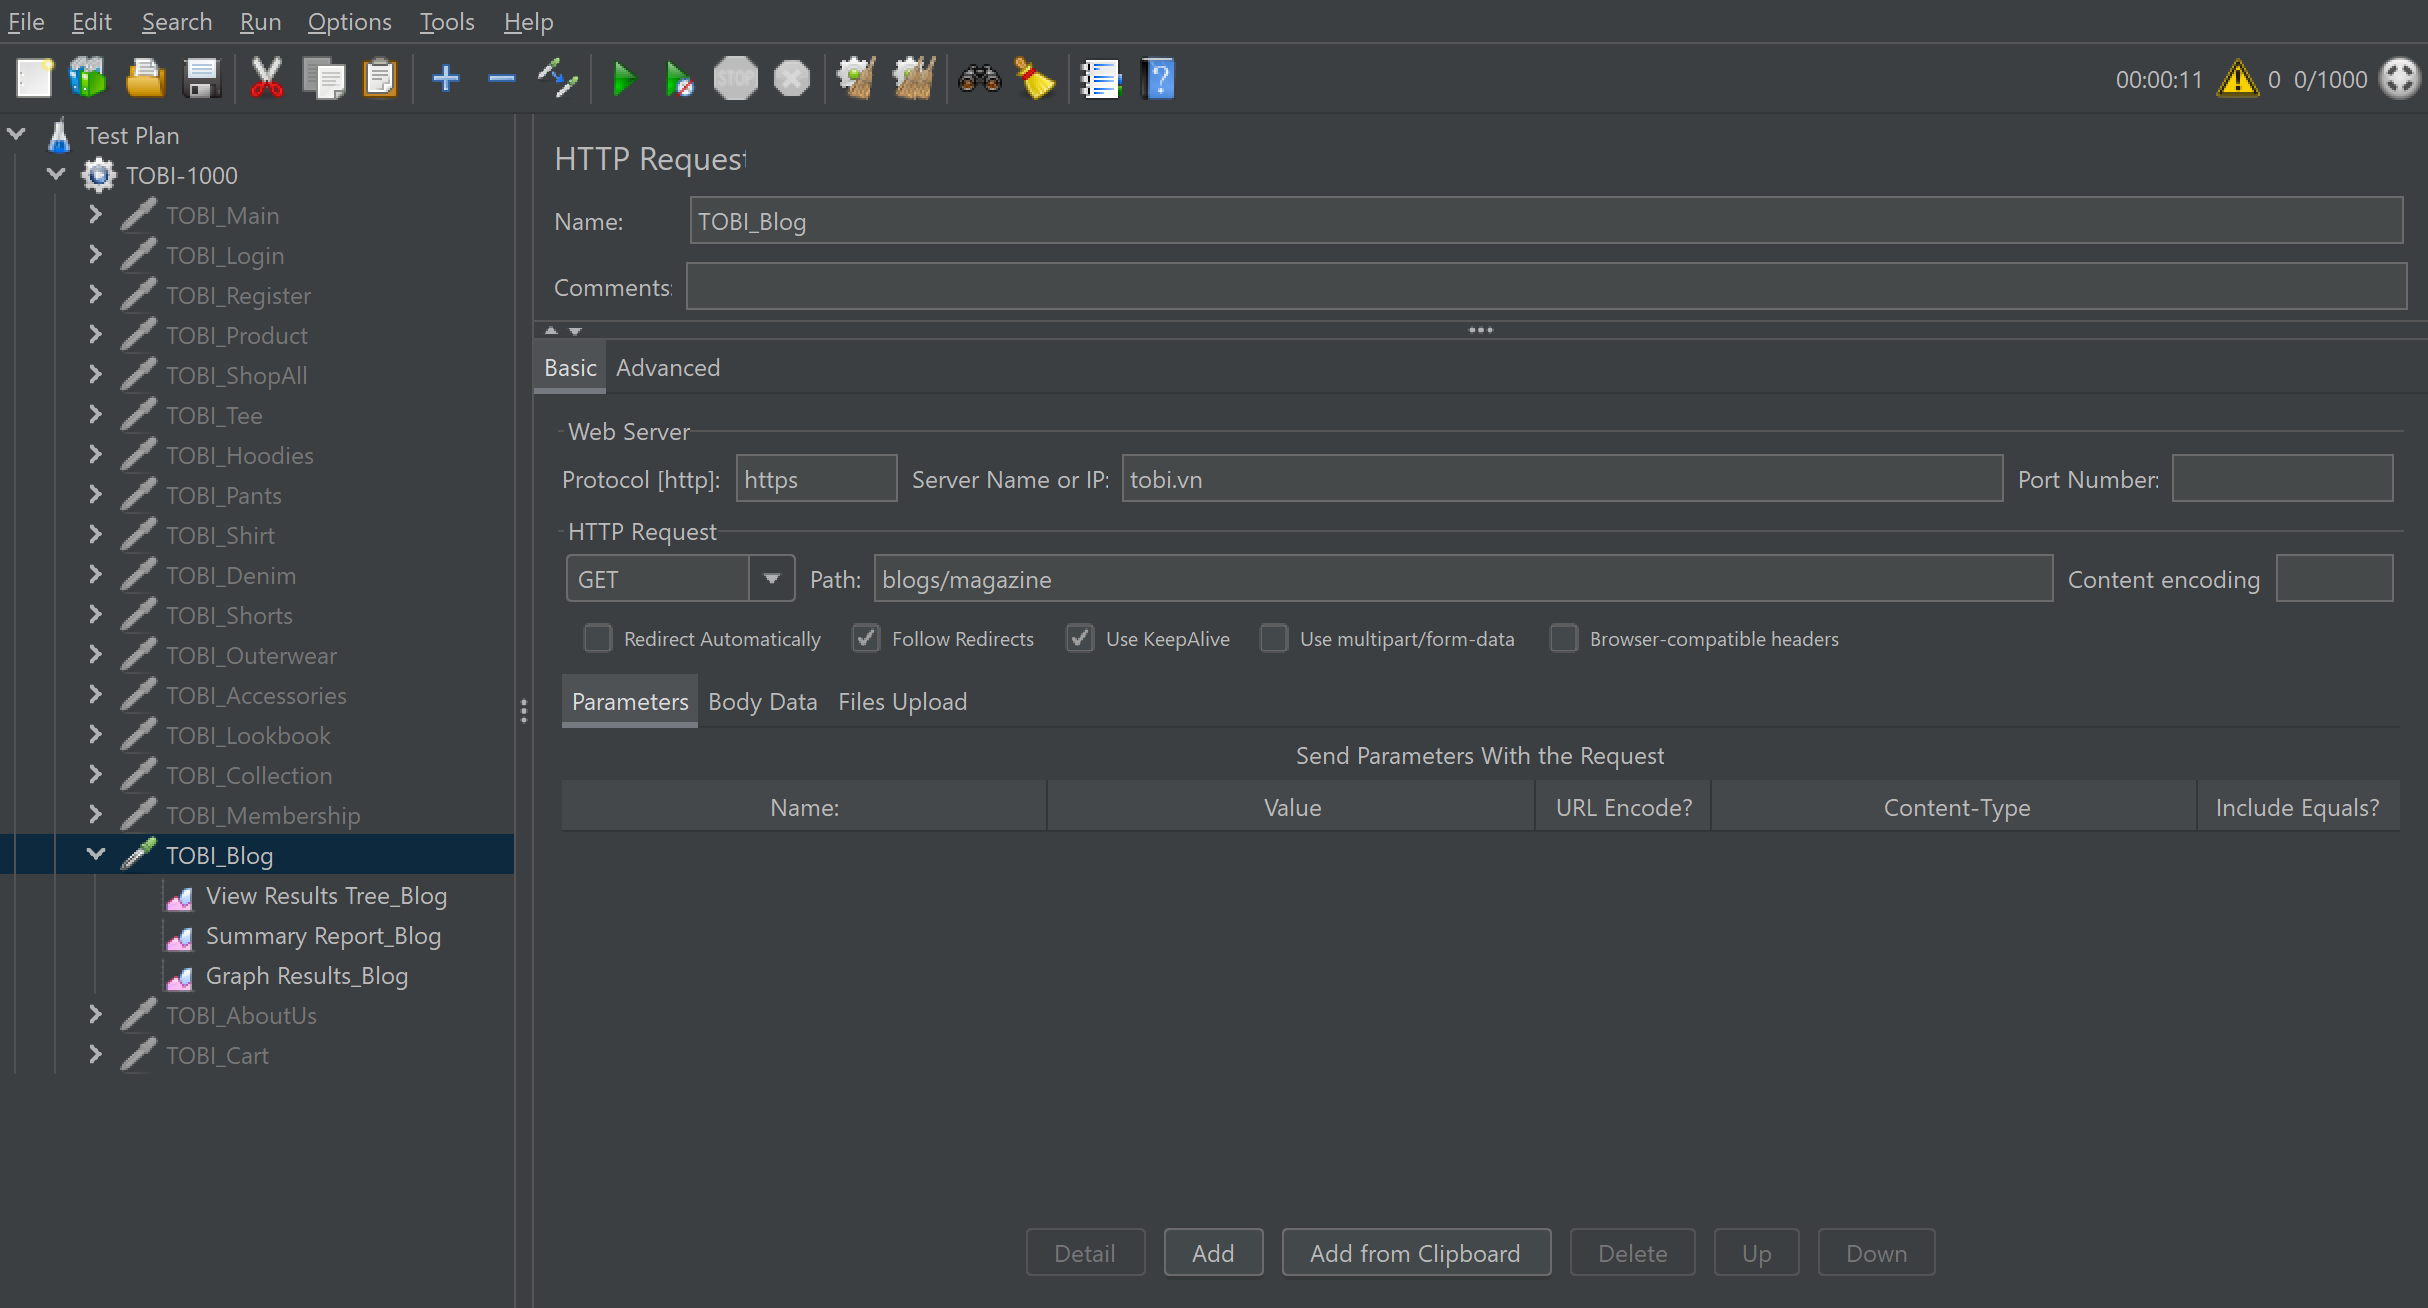 File Edit Search Run Options Tools Help
STOP 00:00:11 0 0/1000
Test Plan
TOBI-1000
TOBI_Main
TOBI_Login
TOBI_Register
TOBI_Product
TOBI_ShopAll
TOBI_Tee
TOBI_Hoodies
TOBI_Pants
TOBI_Shirt
TOBI_Denim
TOBI_Shorts
TOBI_Outerwear
TOBI_Accessories
TOBI_Lookbook
TOBI_Collection
TOBI_Membership
TOBI_Blog
View Results Tree_Blog
Summary Report_Blog
Graph Results_Blog
TOBI_AboutUs
TOBI_Cart
HTTP Request
Name: TOBI_Blog
Comments:
Basic Advanced
Web Server
Protocol [http]: https Server Name or IP: tobi.vn Port Number:
HTTP Request
GET Path: blogs/magazine Content encoding
Redirect Automatically Follow Redirects Use KeepAlive Use multipart/form-data Browser-compatible headers
Parameters Body Data Files Upload
Send Parameters With the Request
Name: Value URL Encode? Content-Type Include Equals?
Detail Add Add from Clipboard Delete Up Down